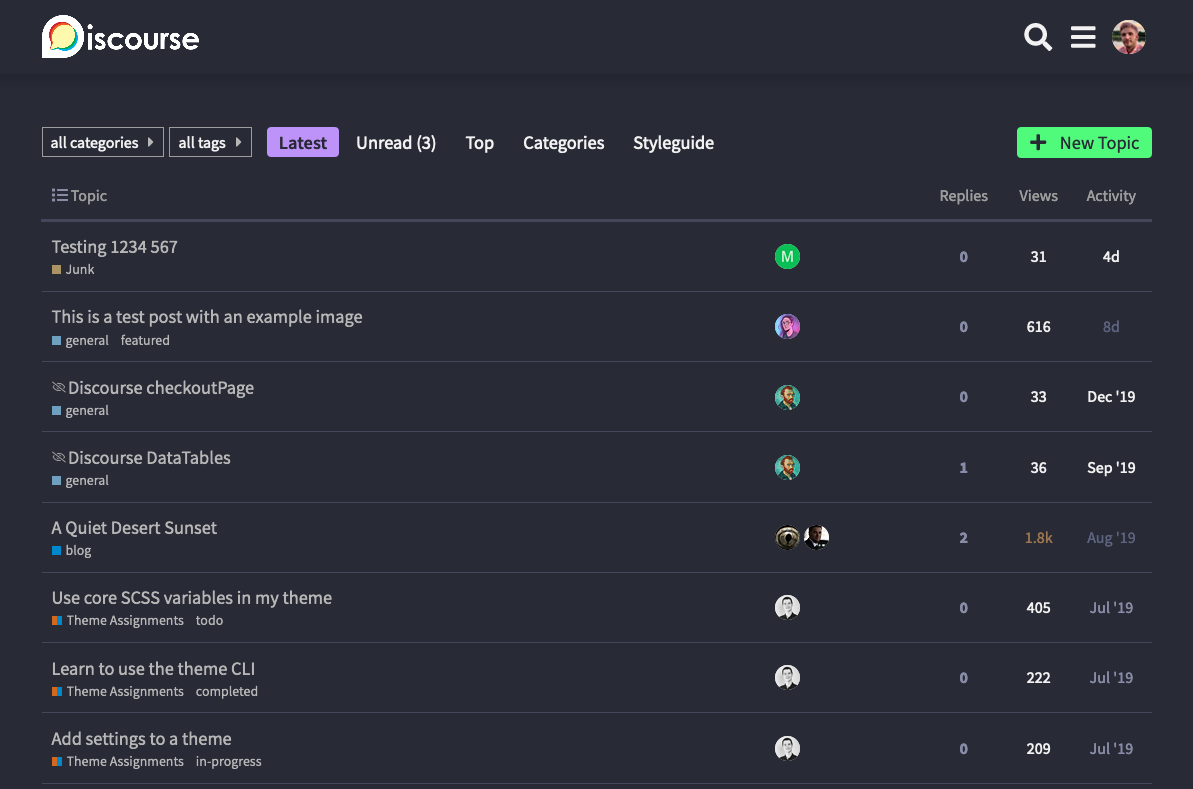 Discourse
all categories all tags Latest Unread (3) Top Categories Styleguide New Topic
Topic Replies Views Activity
Testing 1234 567
Junk
M 0 31 4d
This is a test post with an example image
general featured
0 616 8d
Discourse checkoutPage
general
0 33 Dec '19
Discourse DataTables
general
1 36 Sep '19
A Quiet Desert Sunset
blog
2 1.8k Aug '19
Use core SCSS variables in my theme
Theme Assignments todo
0 405 Jul '19
Learn to use the theme CLI
Theme Assignments completed
0 222 Jul '19
Add settings to a theme
Theme Assignments in-progress
0 209 Jul '19